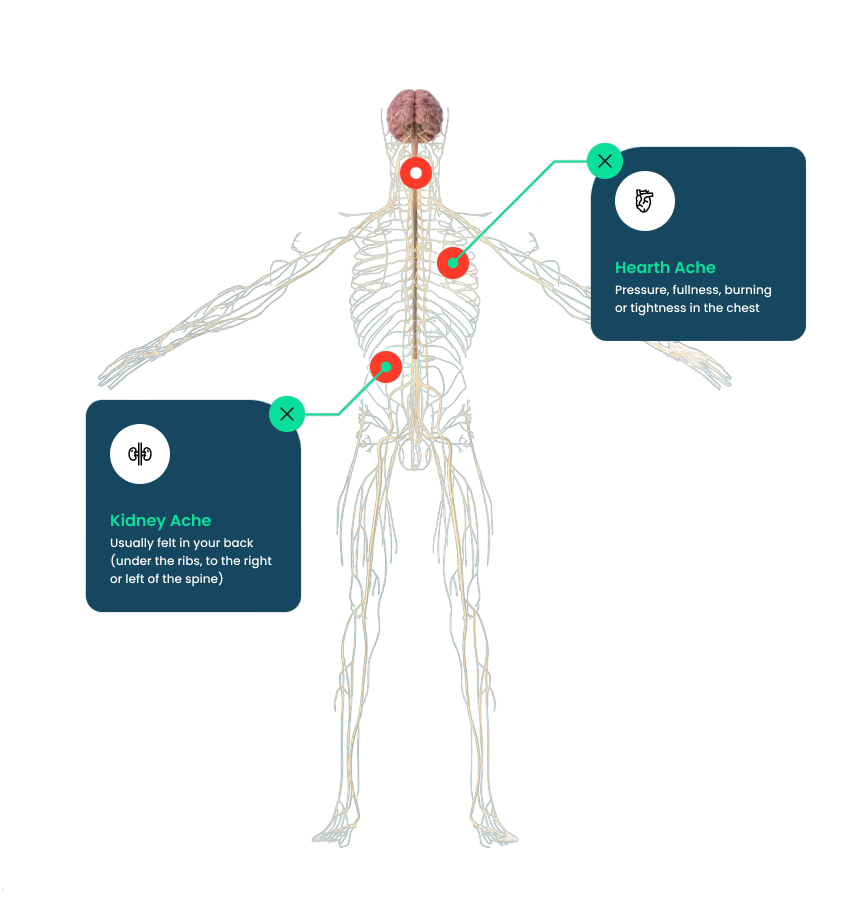 Hearth Ache
Pressure, fullness, burning
or tightness in the chest
Kidney Ache
Usually felt in your back
(under the ribs, to the right
or left of the spine)